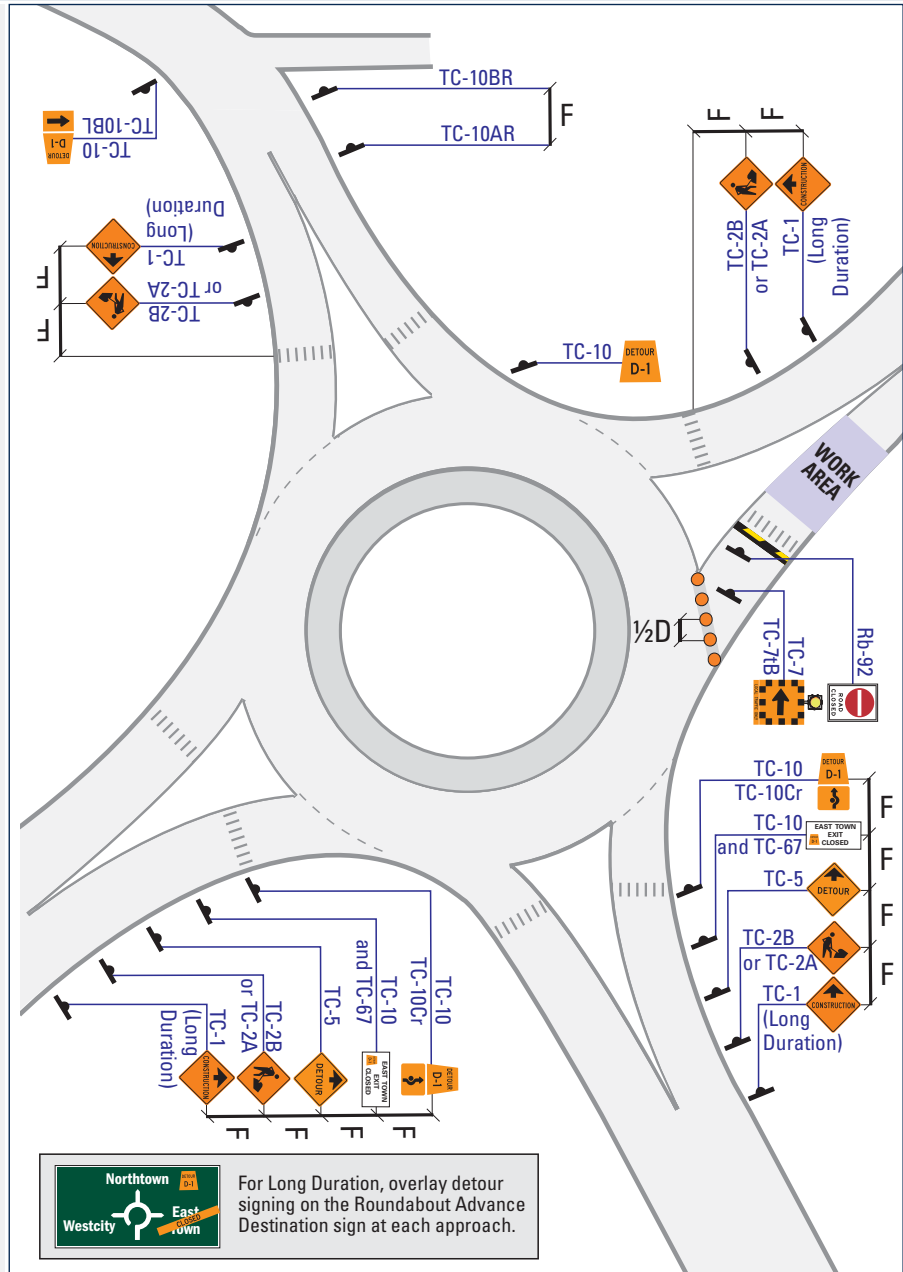 TC-10BR
F
TC-10AR
TC-10
TC-10BL
DETOUR
D-1
F
F
CONSTRUCTION
TC-2B
or TC-2A
TC-1
(Long
Duration)
TC-1
(Long
Duration)
CONSTRUCTION
TC-2B
or TC-2A
F
F
TC-10
DETOUR
D-1
WORK
AREA
½D
TC-7
TC-7tB
Rb-92
ROAD
CLOSED
TC-10
TC-10Cr
DETOUR
D-1
TC-10
and TC-67
EAST TOWN
EXIT
CLOSED
TC-5
DETOUR
TC-2B
or TC-2A
TC-1
(Long
Duration)
CONSTRUCTION
F
F
F
F
TC-1
(Long
Duration)
CONSTRUCTION
TC-2B
or TC-2A
TC-5
DETOUR
TC-10
and TC-67
EAST TOWN
EXIT
CLOSED
TC-10
TC-10Cr
DETOUR
D-1
F
F
F
F
Northtown
DETOUR
D-1
Westcity
East
Town
CLOSED
For Long Duration, overlay detour
signing on the Roundabout Advance
Destination sign at each approach.